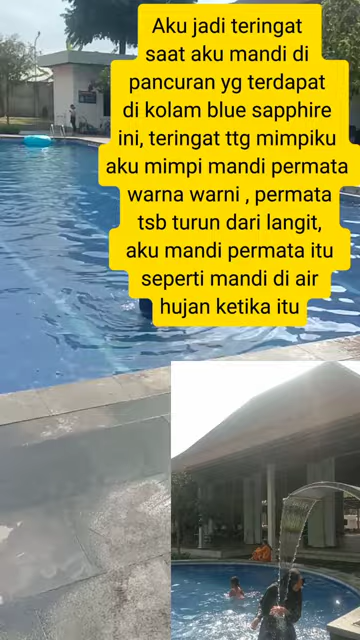 Aku jadi teringat
saat aku mandi di
pancuran yg terdapat
di kolam blue sapphire
ini, teringat ttg mimpiku
aku mimpi mandi permata
warna warni , permata
tsb turun dari langit,
aku mandi permata itu
seperti mandi di air
hujan ketika itu